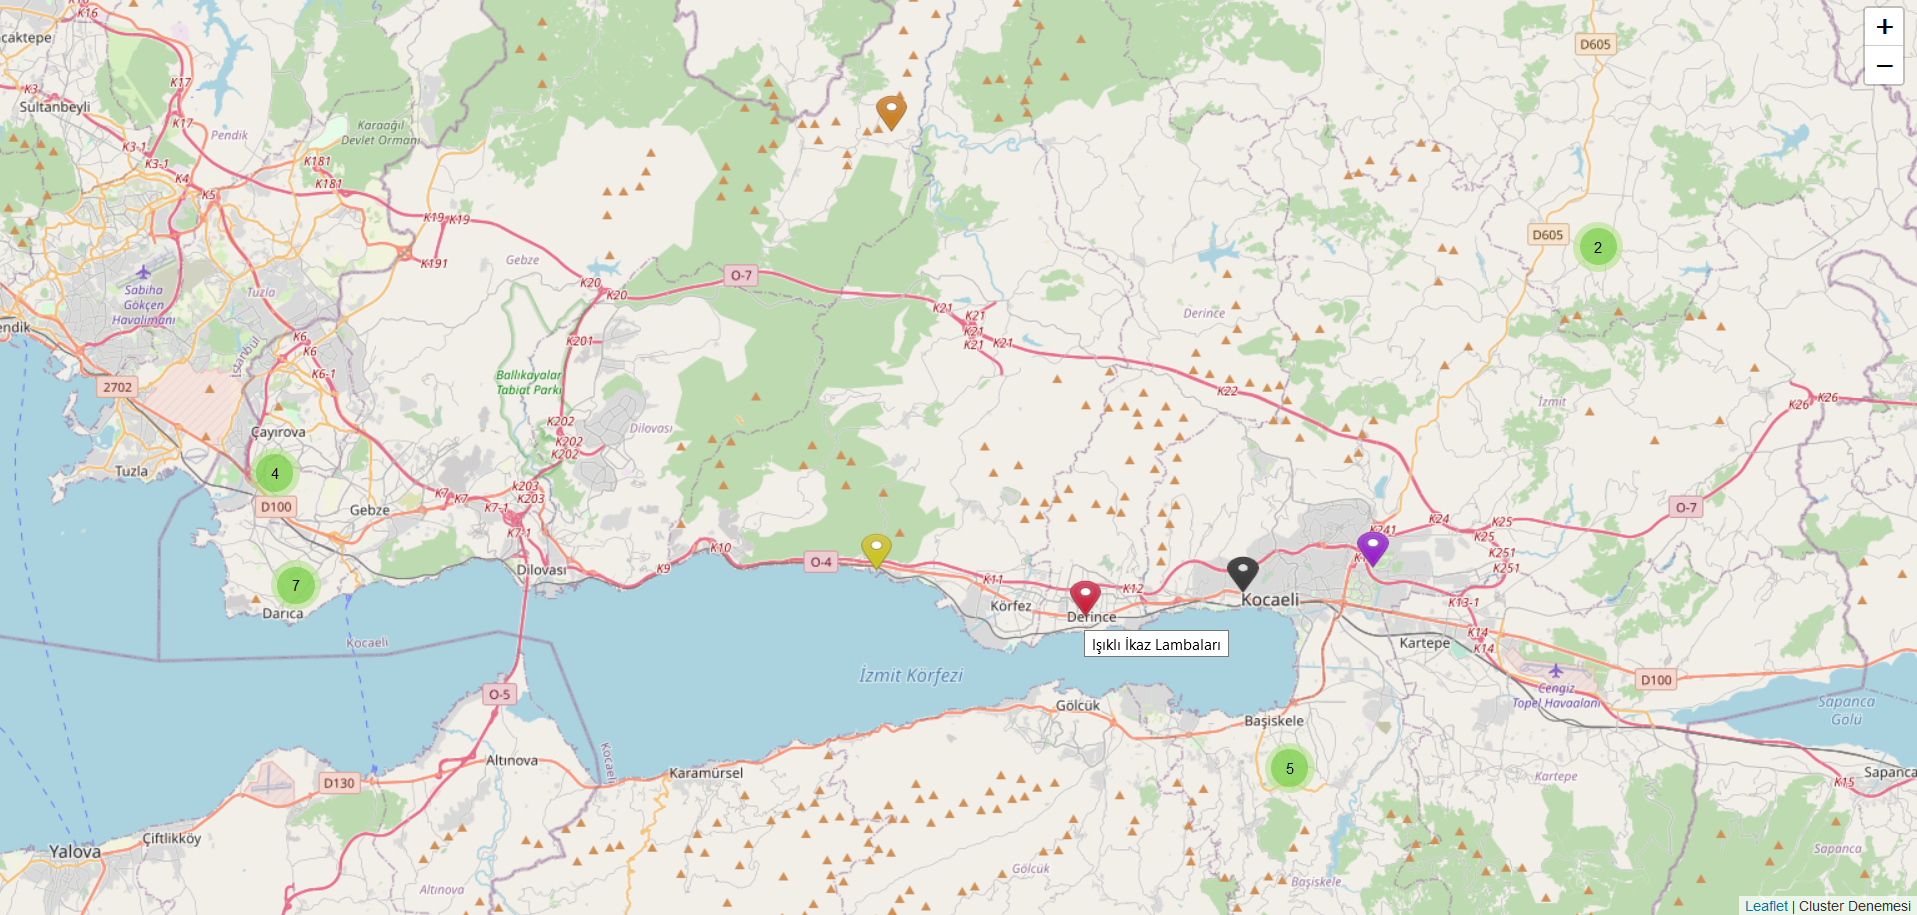 K16
caktepe
K17
K3
Sultanbeyli
K17
Pendik
K3-1
K3-1
K4
K5
Karaağıl
Devlet Ormanı
K181
K181
K19
K19
K191
Gebze
K20
K20
O-7
K201
Sabiha
Gökçen
Havalimanı
Tuzla
endik
İstanbul
K6
K6
K6-1
2702
Ballıkayalar
Tabiat Parkı
K202
K202
K202
Dilovası
K21
K21
K21
K21
K21
Derince
K22
D605
D605
2
İzmit
K26
K26
O-7
Çayırova
Tuzla
4
D100
Gebze
K7
K7
K7-1
K203
K203
K7-1
Dilovası
7
Darıca
Kocaeli
K9
K10
O-4
K11
K12
Körfez
Derince
Işıklı İkaz Lambaları
Kocaeli
K241
K24
K25
K25
K251
K251
K13-1
K14
K14
Kartepe
D100
Cengiz
Topel Havaalanı
Sapanca
Gölü
İzmit Körfezi
O-5
Gölcük
Başiskele
5
Kartepe
Sapanca
K15
Altınova
Kocaeli
Karamürsel
D130
Çiftlikköy
Yalova
Altınova
Gölcük
Başiskele
Sapanca
+
−
Leaflet | Cluster Denemesi